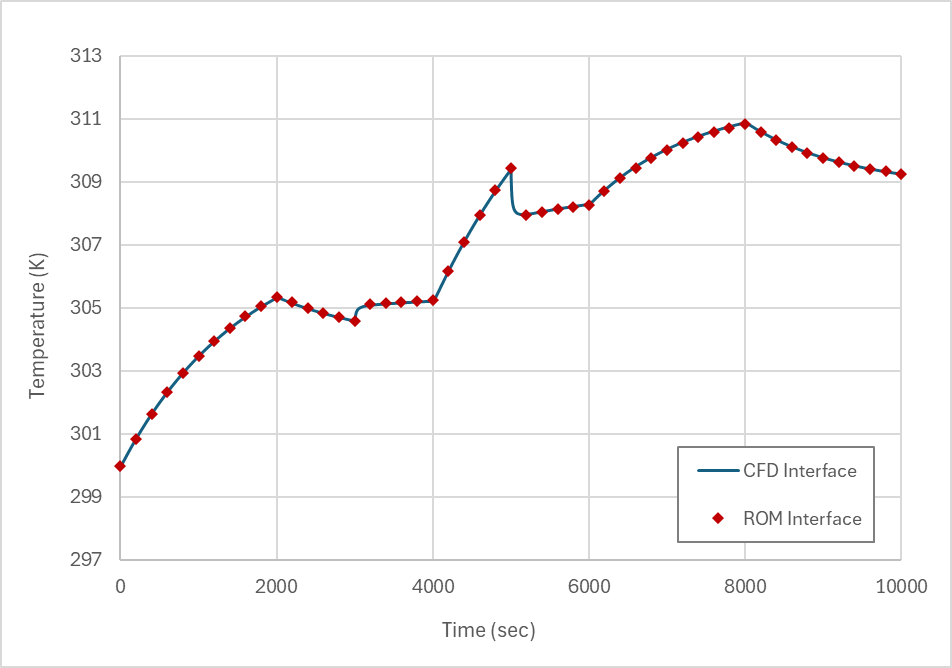 313
311
309
307
305
303
301
299
297
0 2000 4000 6000 8000 10000
Temperature (K)
Time (sec)
CFD Interface
ROM Interface